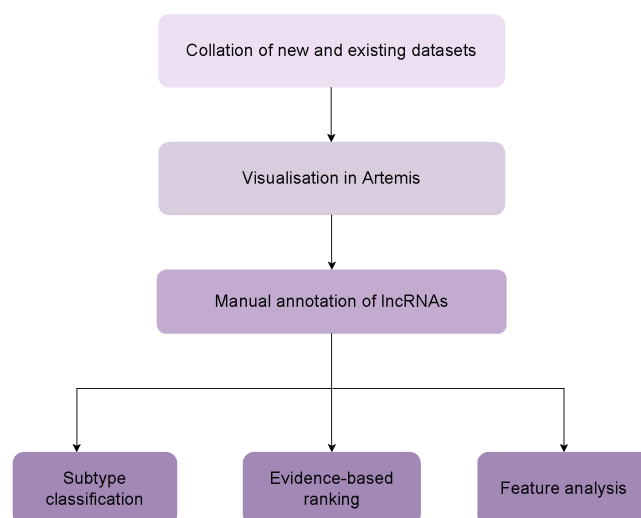 Collation of new and existing datasets
Visualisation in Artemis
Manual annotation of lncRNAs
Subtype
classification
Evidence-based
ranking
Feature analysis